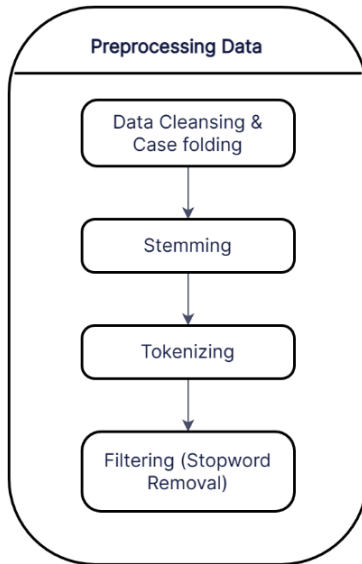 Preprocessing Data
Data Cleansing &
Case folding
Stemming
Tokenizing
Filtering (Stopword
Removal)